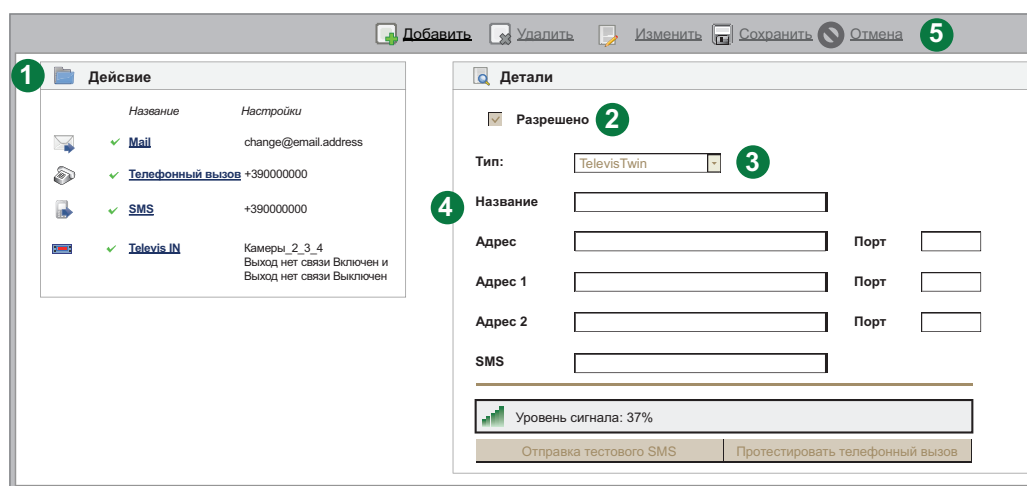 Добавить Удалить Изменить Сохранить Отмена 5
1 Дейсвие
Название Настройки
Mail change@email.address
Телефонный вызов +390000000
SMS +390000000
Televis IN Камеры_2_3_4
Выход нет связи Включен и
Выход нет связи Выключен
Детали
Разрешено 2
Тип: TelevisTwin 3
4 Название
Адрес Порт
Адрес 1 Порт
Адрес 2 Порт
SMS
Уровень сигнала: 37%
Отправка тестового SMS Протестировать телефонный вызов